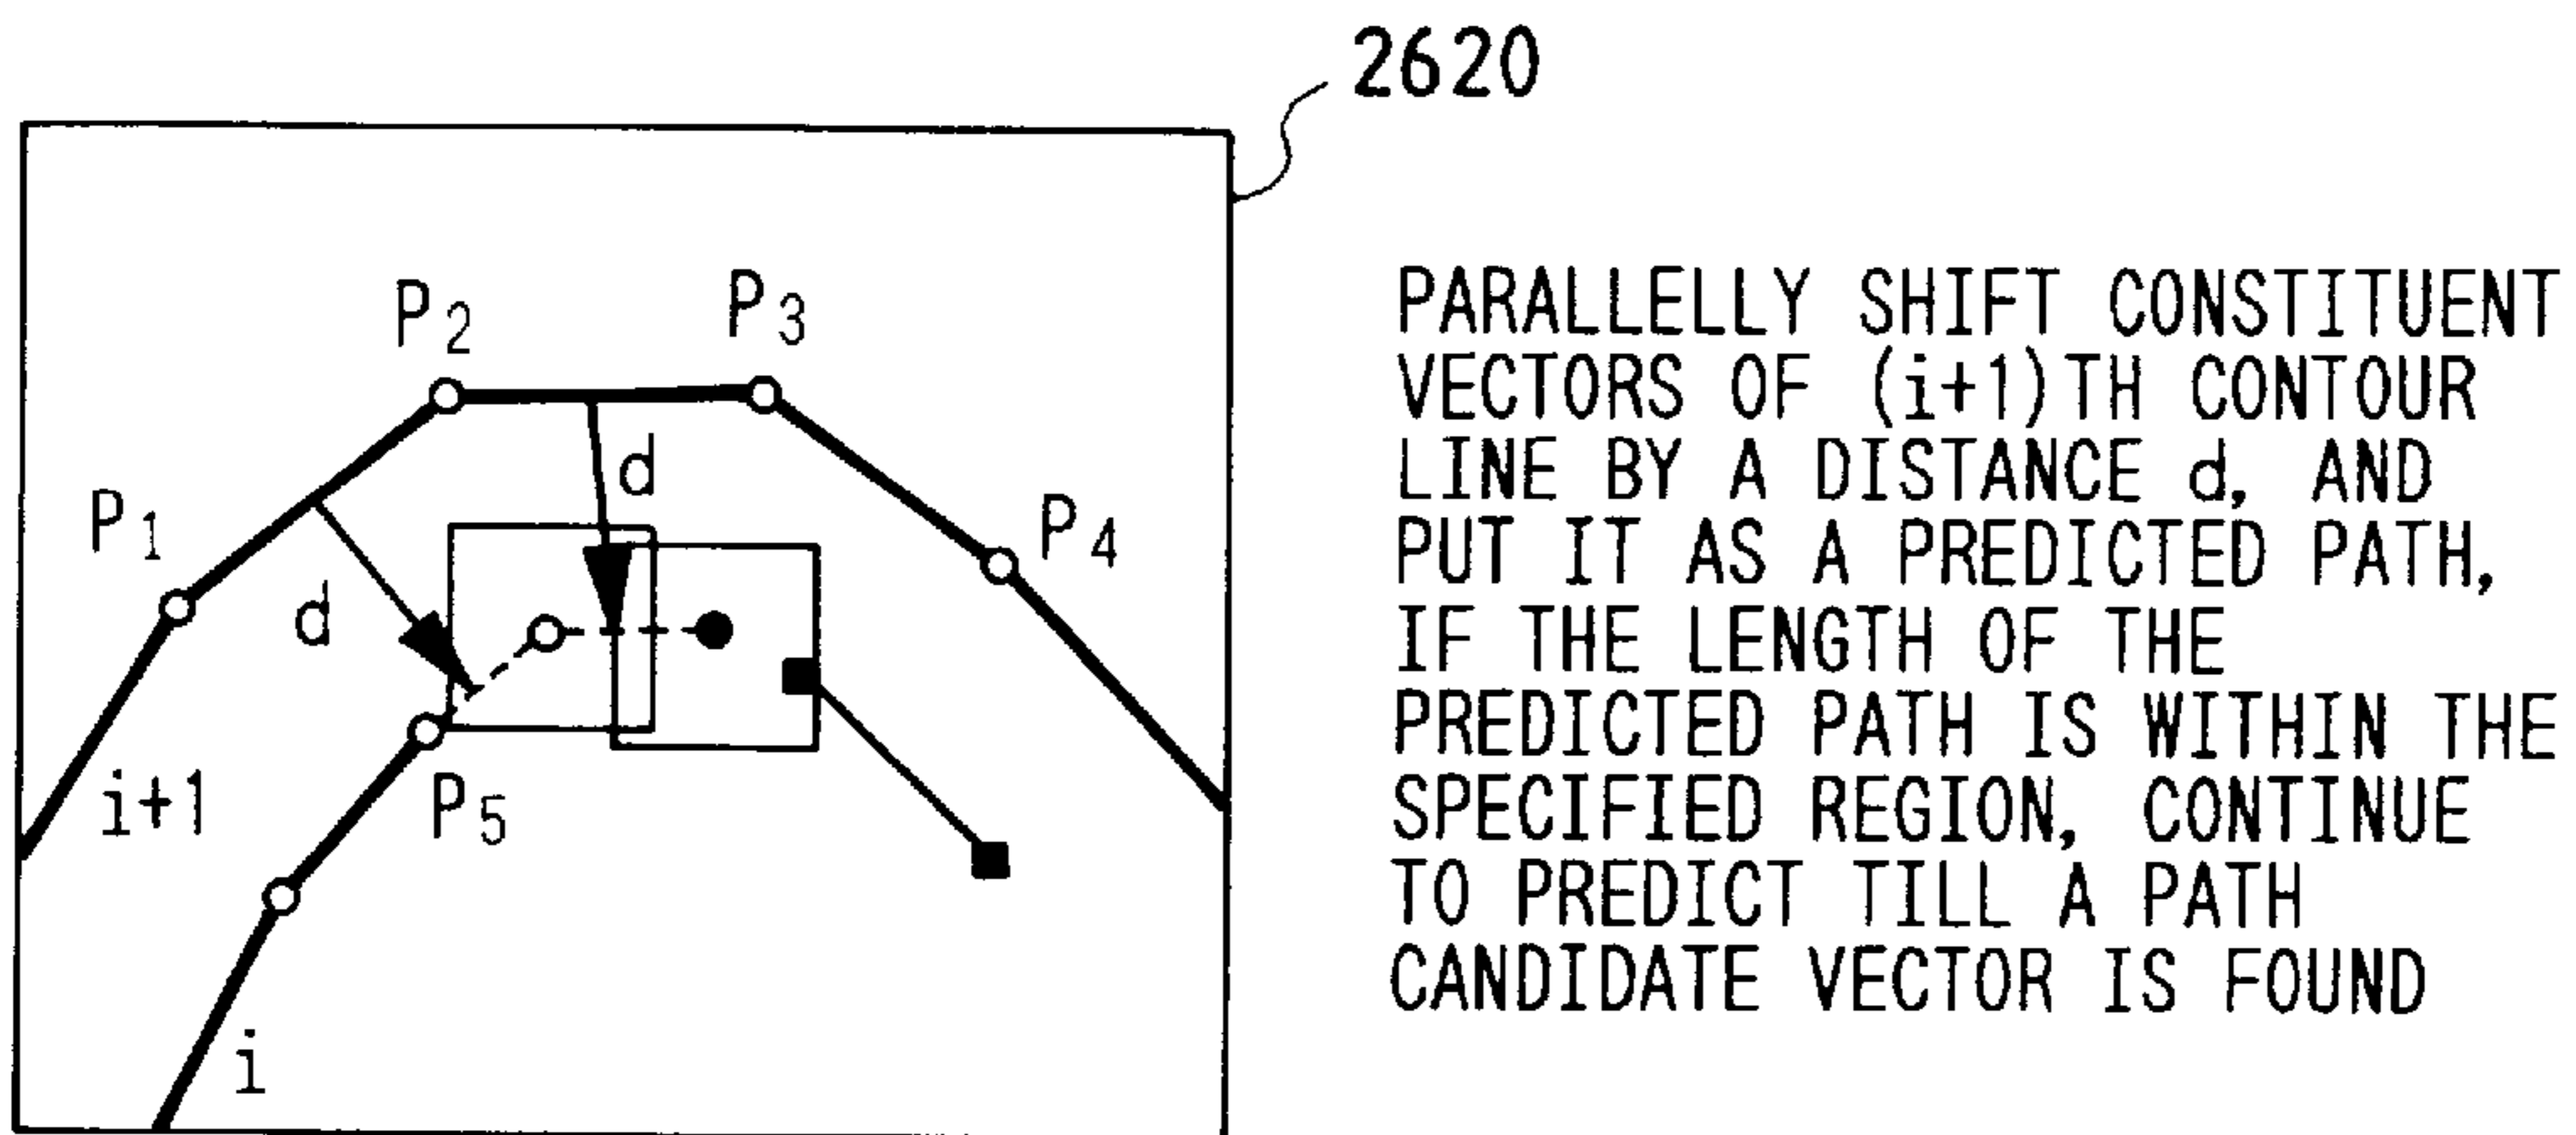 2620
P2
P3
d
P1
P4
d
i+1
P5
i
PARALLELLY SHIFT CONSTITUENT
VECTORS OF (i+1)TH CONTOUR
LINE BY A DISTANCE d, AND
PUT IT AS A PREDICTED PATH,
IF THE LENGTH OF THE
PREDICTED PATH IS WITHIN THE
SPECIFIED REGION, CONTINUE
TO PREDICT TILL A PATH
CANDIDATE VECTOR IS FOUND